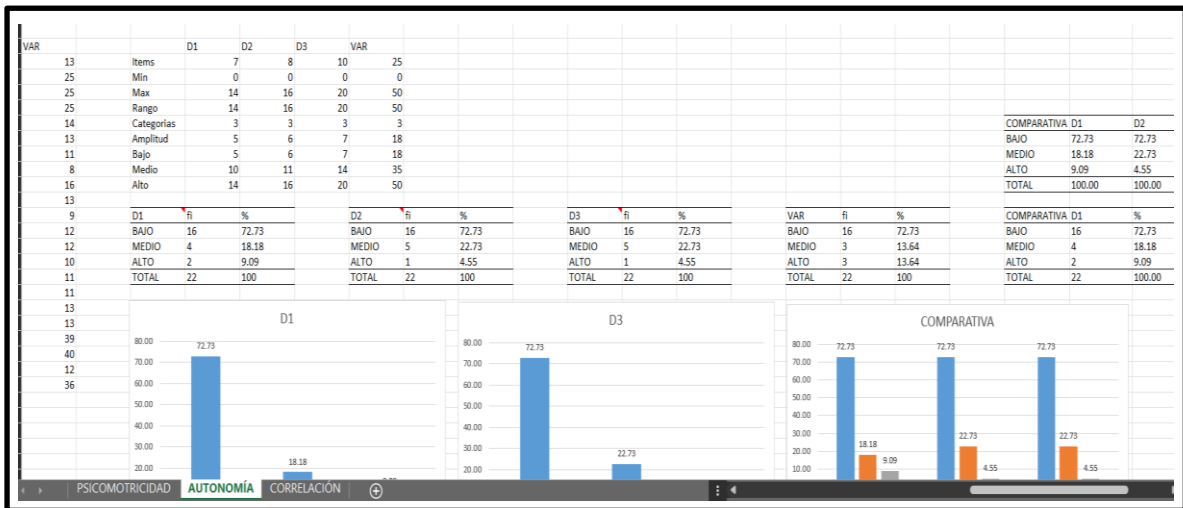 VAR D1 D2 D3 VAR
13 Items 7 8 10 25
25 Min 0 0 0 0
25 Max 14 16 20 50
25 Rango 14 16 20 50
14 Categorias 3 3 3 3 COMPARATIVA D1 D2
13 Amplitud 5 6 7 18 BAJO 72.73 72.73
11 Bajo 5 6 7 18 MEDIO 18.18 22.73
8 Medio 10 11 14 35 ALTO 9.09 4.55
16 Alto 14 16 20 50 TOTAL 100.00 100.00
13
9 D1 fi % D2 fi % D3 fi % VAR fi % COMPARATIVA D1 %
12 BAJO 16 72.73 BAJO 16 72.73 BAJO 16 72.73 BAJO 16 72.73 BAJO 16 72.73
12 MEDIO 4 18.18 MEDIO 5 22.73 MEDIO 5 22.73 MEDIO 3 13.64 MEDIO 4 18.18
10 ALTO 2 9.09 ALTO 1 4.55 ALTO 1 4.55 ALTO 3 13.64 ALTO 2 9.09
11 TOTAL 22 100 TOTAL 22 100 TOTAL 22 100 TOTAL 22 100 TOTAL 22 100.00
11
13
13
39
40
12
36
D1
80.00
70.00
60.00
50.00
40.00
30.00
20.00
72.73
18.18
D3
80.00
70.00
60.00
50.00
40.00
30.00
20.00
72.73
22.73
COMPARATIVA
80.00
70.00
60.00
50.00
40.00
30.00
20.00
10.00
72.73 72.73 72.73
18.18 22.73 22.73
9.09 4.55 4.55
PSICOMOTRICIDAD AUTONOMÍA CORRELACIÓN